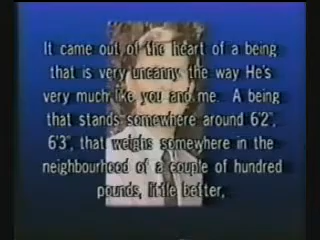 It came out of the heart of a being
that is very uncanny the way He's
very much like you and me. A being
that stands somewhere around 6'2",
6'3", that weighs somewhere in the
neighbourhood of a couple of hundred
pounds, little better,